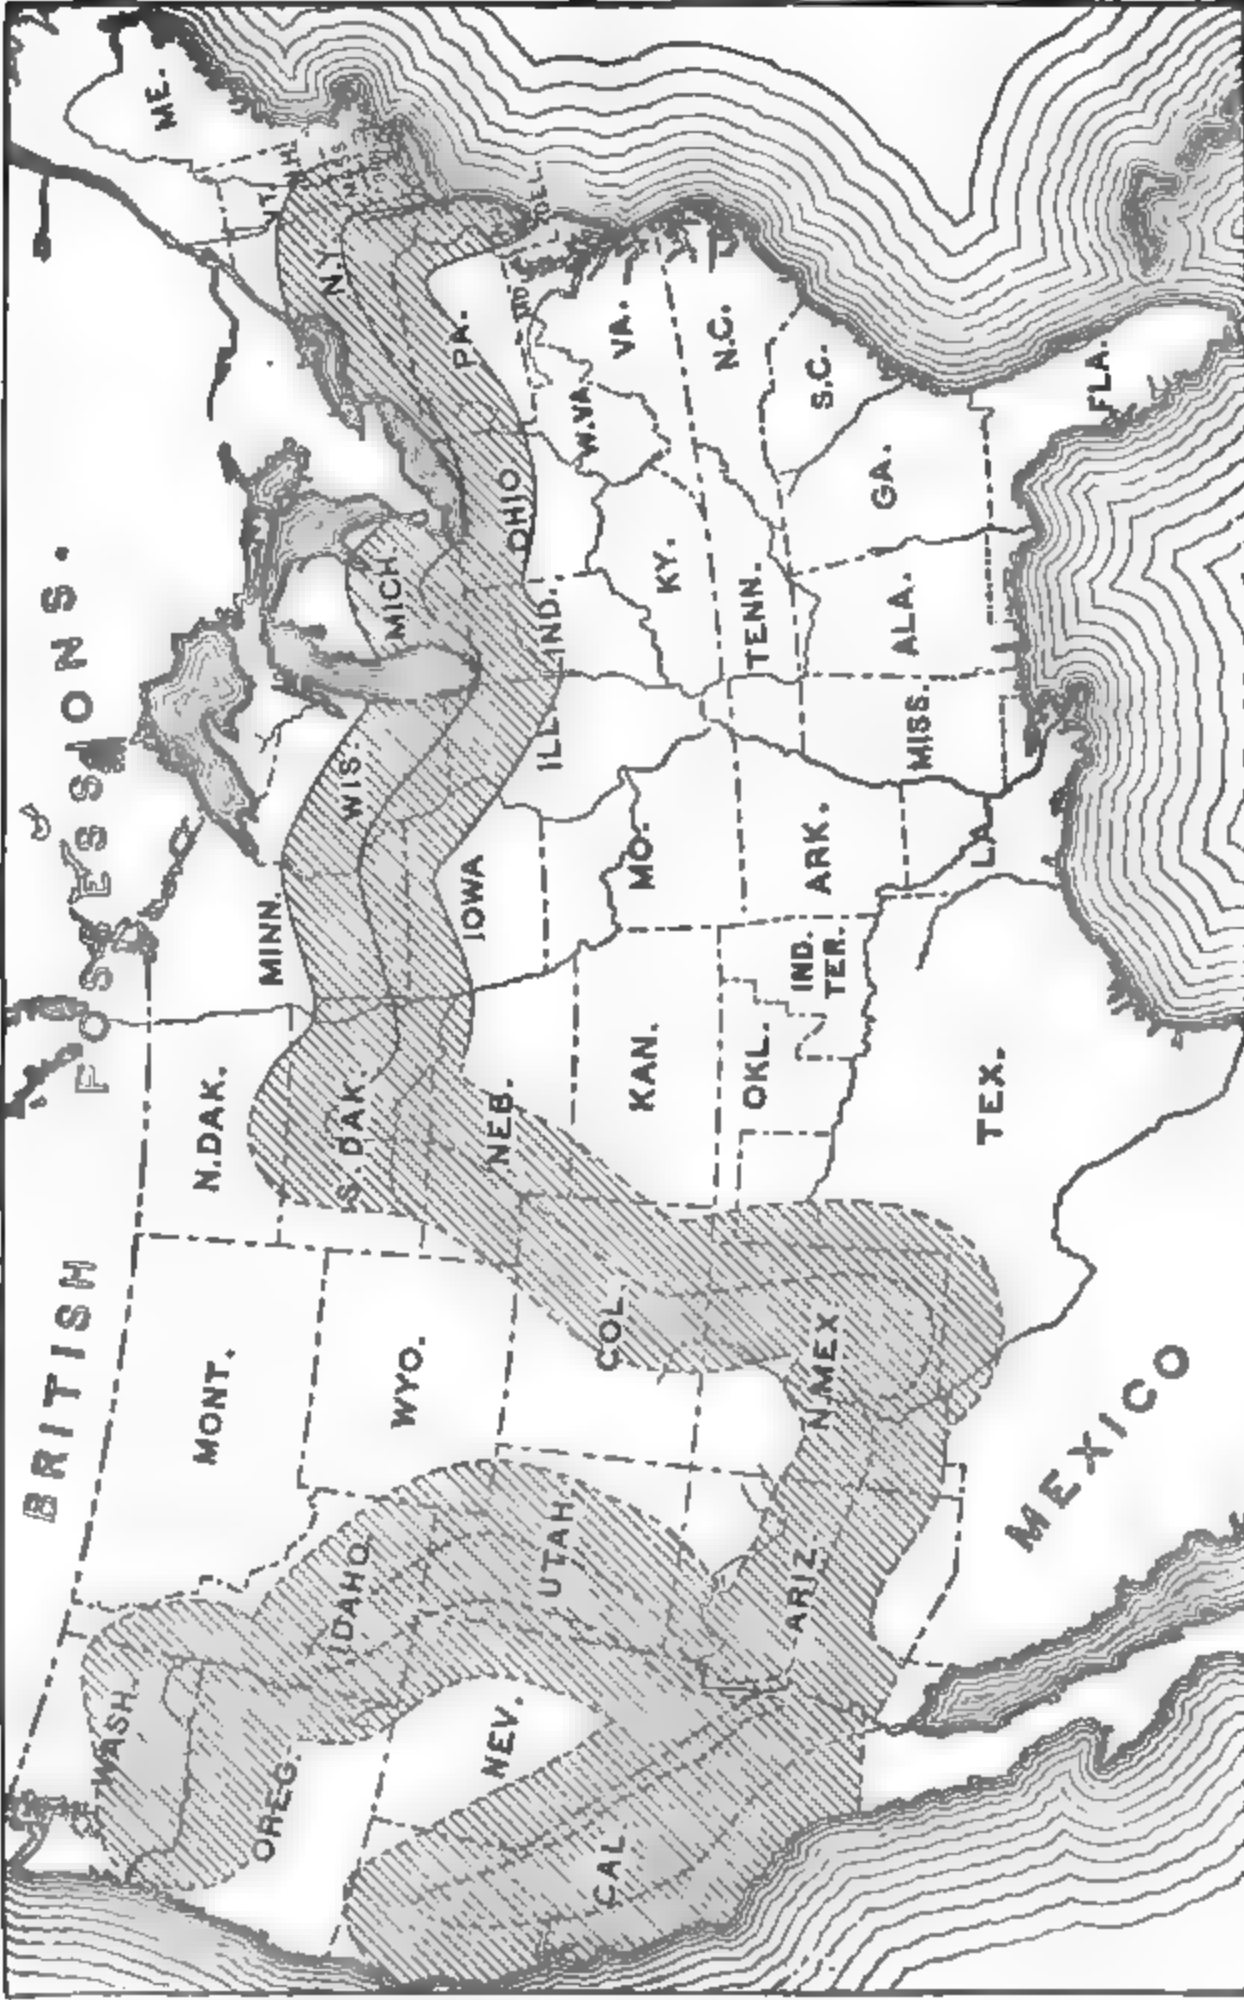 BRITISH POSSESSIONS.
WASH.
MONT.
N.DAK.
MINN.
ME.
OREG.
IDAHO
WYO.
S. DAK.
WIS.
MICH.
N.Y.
NEV.
UTAH
NEB.
IOWA
ILL.
IND.
OHIO
PA.
MD
DEL.
CAL
COL.
KAN.
MO.
KY.
W.VA.
VA.
ARIZ
N.MEX
OKL.
IND.
TER.
ARK.
TENN.
N.C.
S.C.
TEX.
LA.
MISS.
ALA.
GA.
FLA.
MEXICO